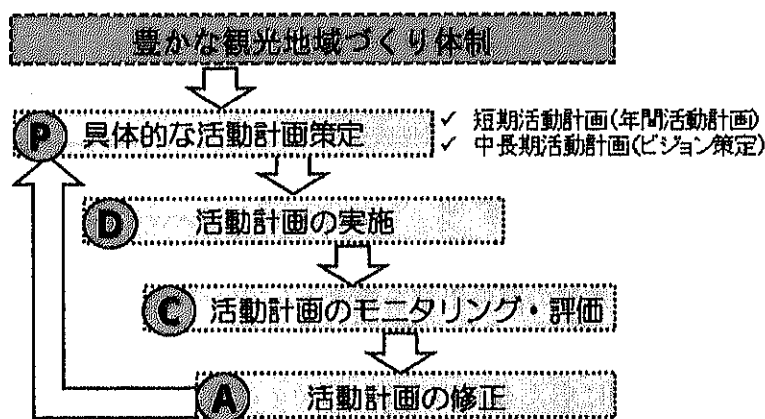 豊かな観光地域づくり体制
P 具体的な活動計画策定
✓ 短期活動計画(年間活動計画)
✓ 中長期活動計画(ビジョン策定)
D 活動計画の実施
C 活動計画のモニタリング・評価
A 活動計画の修正